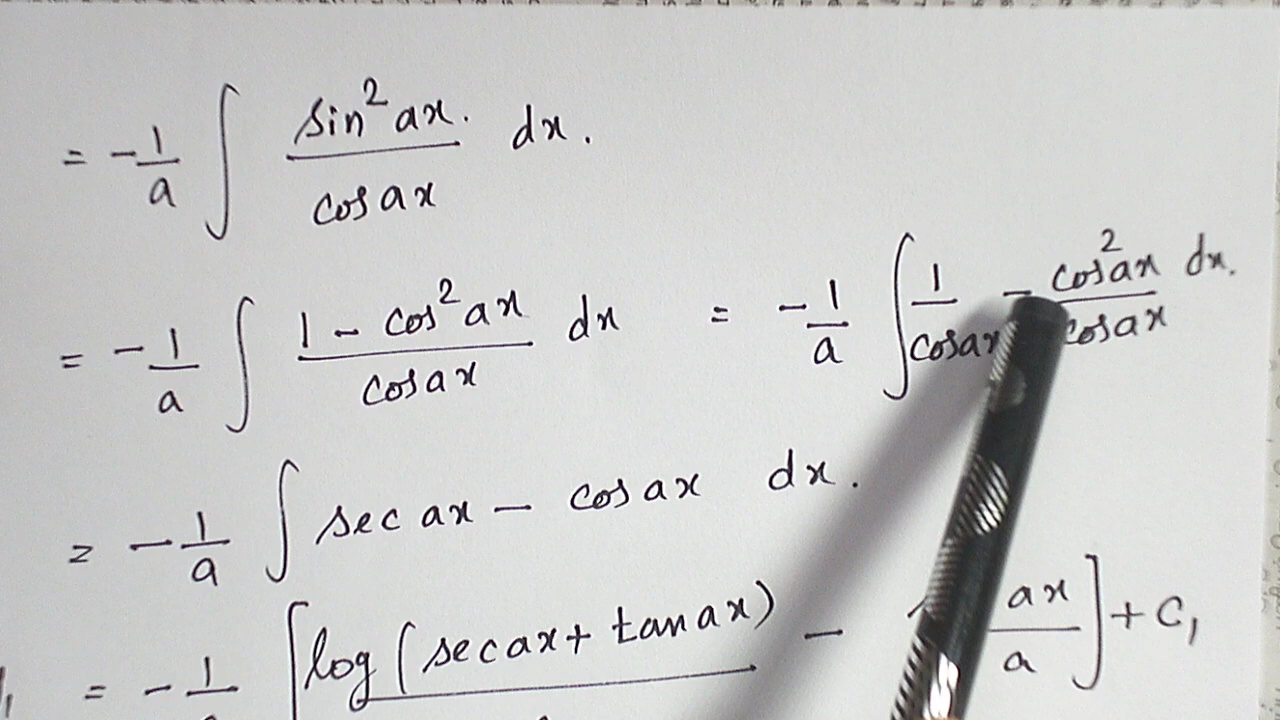 = -1/a ∫ sin²ax. / cosax dx.
= -1/a ∫ 1 - cos²ax / cosax dx = -1/a ∫ 1/cosax - cos²ax / cosax dx.
= -1/a ∫ secax - cosax dx.
= -1/ [log(secax + tanax) - ax / a] + C₁